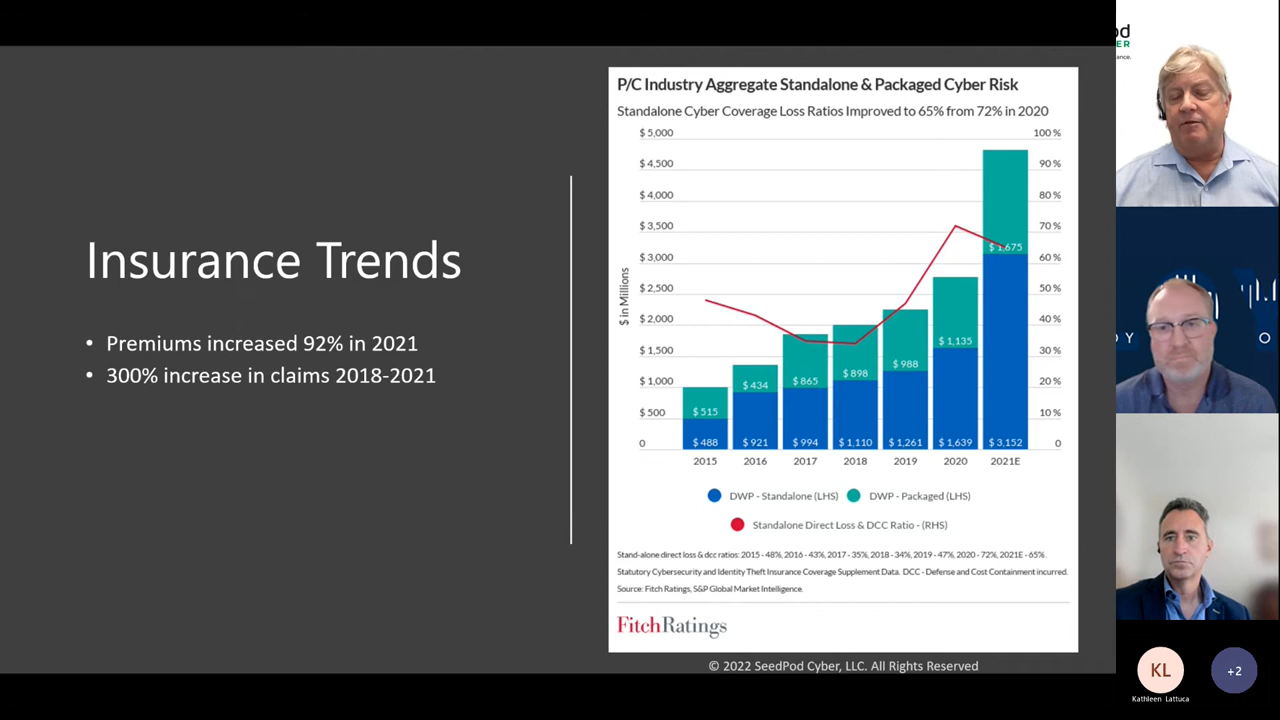 Insurance Trends
• Premiums increased 92% in 2021
• 300% increase in claims 2018-2021
P/C Industry Aggregate Standalone & Packaged Cyber Risk
Standalone Cyber Coverage Loss Ratios Improved to 65% from 72% in 2020
$ 5,000 100 %
$ 4,500 90 %
$ 4,000 80 %
$ 3,500 70 %
$ 1,675
$ 3,000 60 %
$ 2,500 50 %
$ 2,000 40 %
$ in Millions
$ 1,500 30 %
$ 1,000 20 %
$ 500 10 %
0 0
$ 515 $ 434 $ 865 $ 898 $ 988 $ 1,135
$ 488 $ 921 $ 994 $ 1,110 $ 1,261 $ 1,639 $ 3,152
2015 2016 2017 2018 2019 2020 2021E
DWP - Standalone (LHS) DWP - Packaged (LHS)
Standalone Direct Loss & DCC Ratio - (RHS)
Stand-alone direct loss & dcc ratios: 2015 - 48%, 2016 - 43%, 2017 - 35%, 2018 - 34%, 2019 - 47%, 2020 - 72%, 2021E - 65%
Statutory Cybersecurity and Identity Theft Insurance Coverage Supplement Data. DCC - Defense and Cost Containment incurred.
Source: Fitch Ratings, S&P Global Market Intelligence.
FitchRatings
© 2022 SeedPod Cyber, LLC. All Rights Reserved
od
ER
ance.
DY O
KL
+2
Kathleen Lattuca